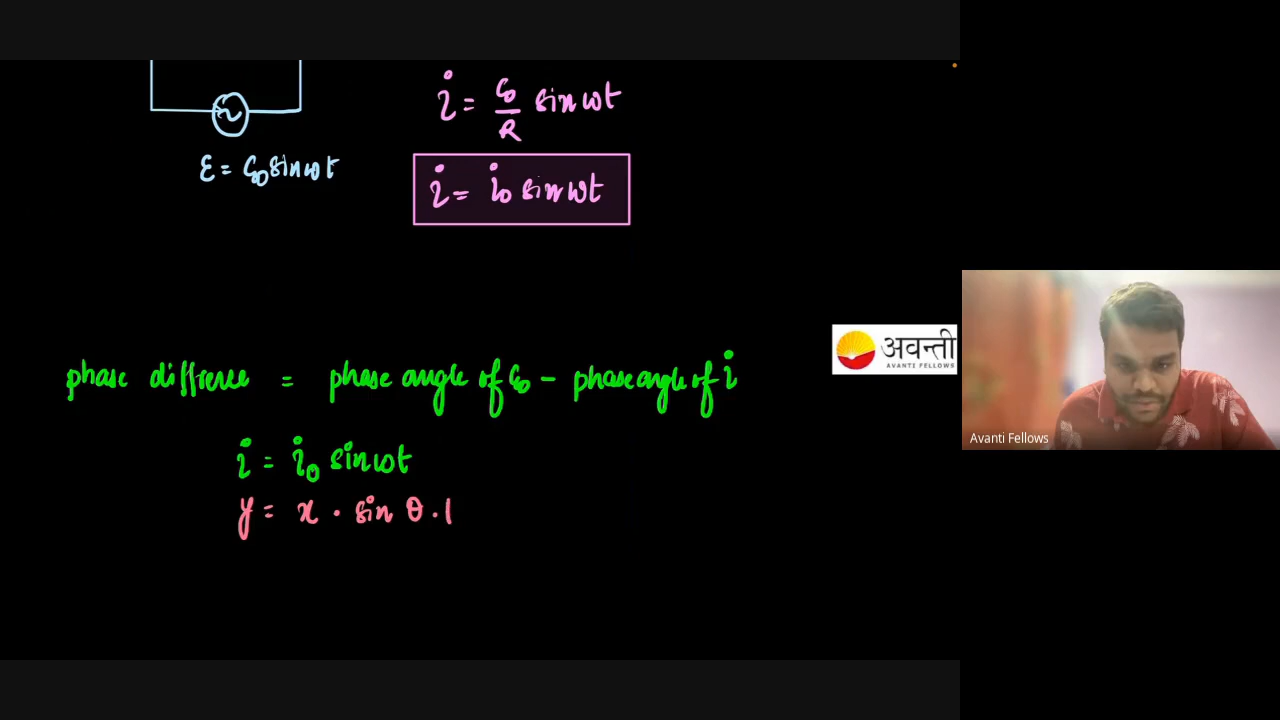 i = ε₀/R sin ωt
ε = ε₀ sin ωt
i = i₀ sin ωt
phase diffrence = phase angle of ε₀ - phase angle of i
i = i₀ sin ωt
y = x . sin θ . 1
अवन्ती
AVANTI FELLOWS
Avanti Fellows